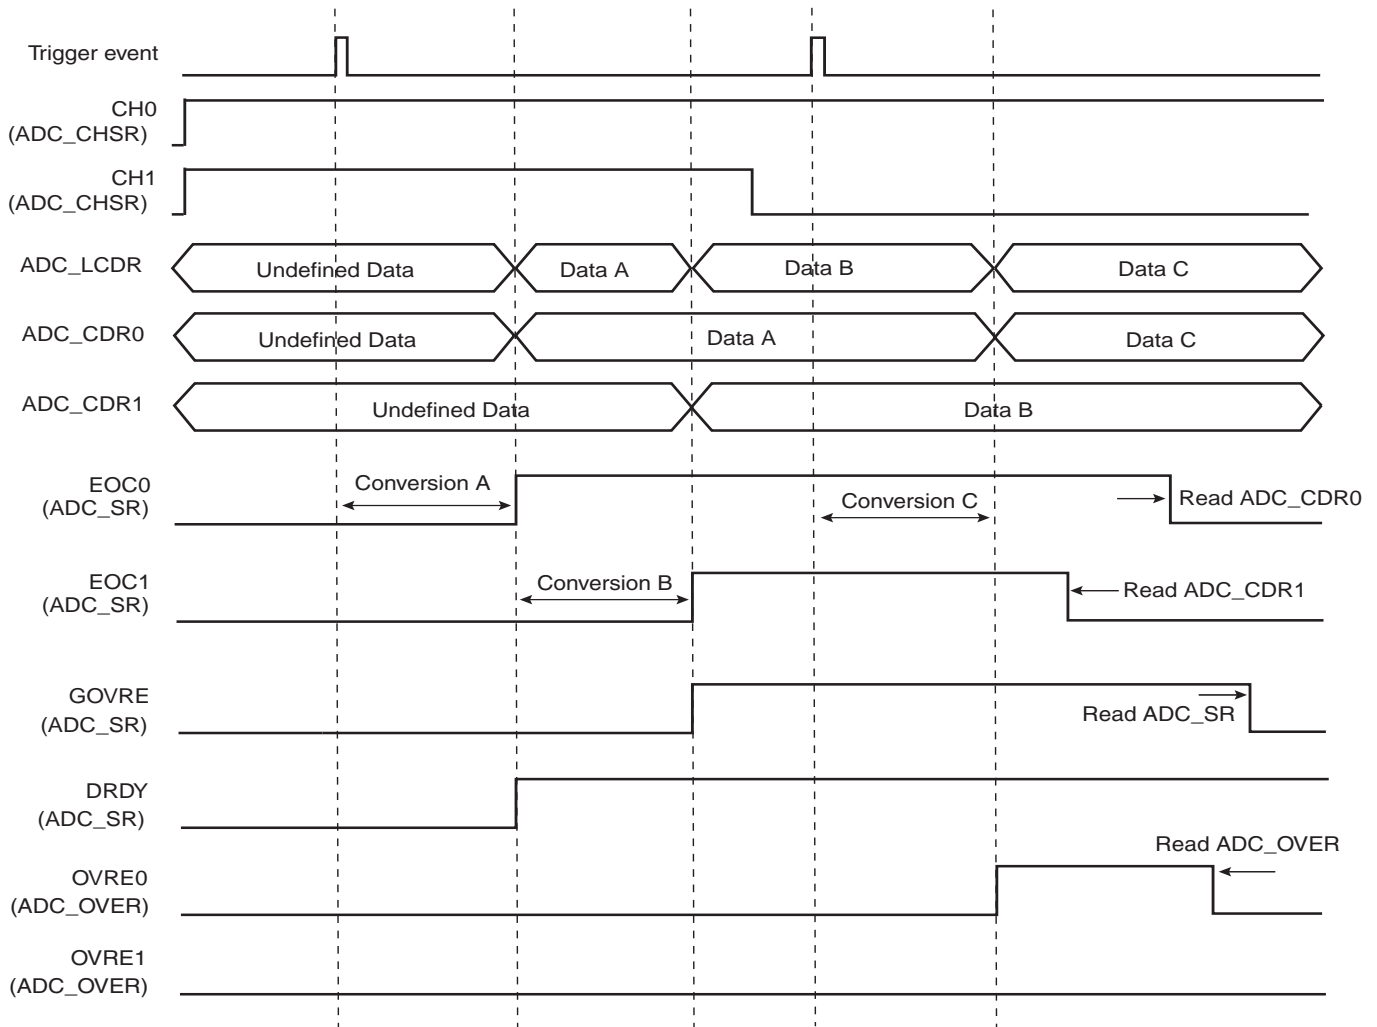 Trigger event
CH0
(ADC_CHSR)
CH1
(ADC_CHSR)
ADC_LCDR
Undefined Data
Data A
Data B
Data C
ADC_CDR0
Undefined Data
Data A
Data C
ADC_CDR1
Undefined Data
Data B
EOC0
(ADC_SR)
Conversion A
Conversion C
Read ADC_CDR0
EOC1
(ADC_SR)
Conversion B
Read ADC_CDR1
GOVRE
(ADC_SR)
Read ADC_SR
DRDY
(ADC_SR)
Read ADC_OVER
OVRE0
(ADC_OVER)
OVRE1
(ADC_OVER)